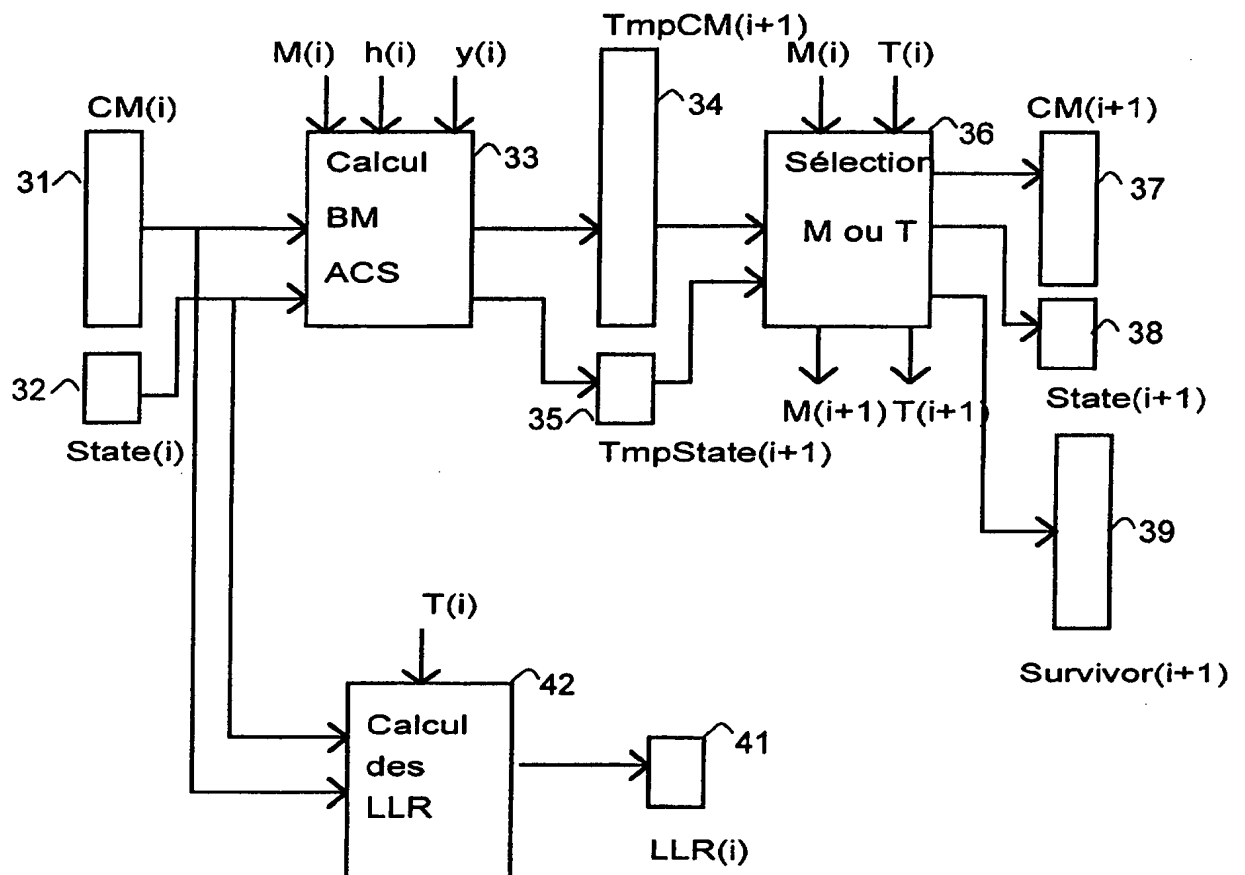 TmpCM(i+1)
M(i) h(i) y(i)
M(i) T(i)
CM(i)
34
36
CM(i+1)
31
Calcul
BM
ACS
33
Sélection
M ou T
37
32
State(i)
35
TmpState(i+1)
M(i+1) T(i+1)
38
State(i+1)
39
Survivor(i+1)
T(i)
42
Calcul
des
LLR
41
LLR(i)